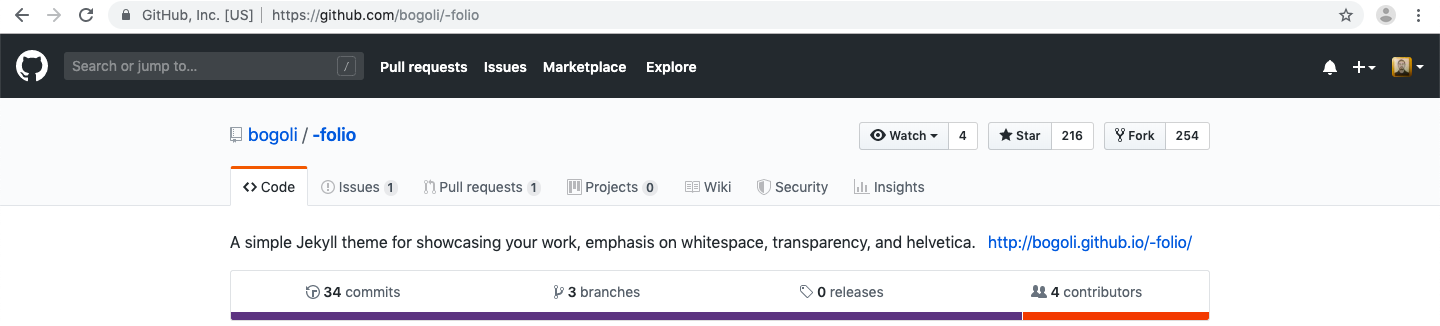 GitHub, Inc. [US] | https://github.com/bogoli/-folio
Search or jump to... / Pull requests Issues Marketplace Explore
bogoli / -folio Watch 4 Star 216 Fork 254
Code Issues 1 Pull requests 1 Projects 0 Wiki Security Insights
A simple Jekyll theme for showcasing your work, emphasis on whitespace, transparency, and helvetica. http://bogoli.github.io/-folio/
34 commits 3 branches 0 releases 4 contributors